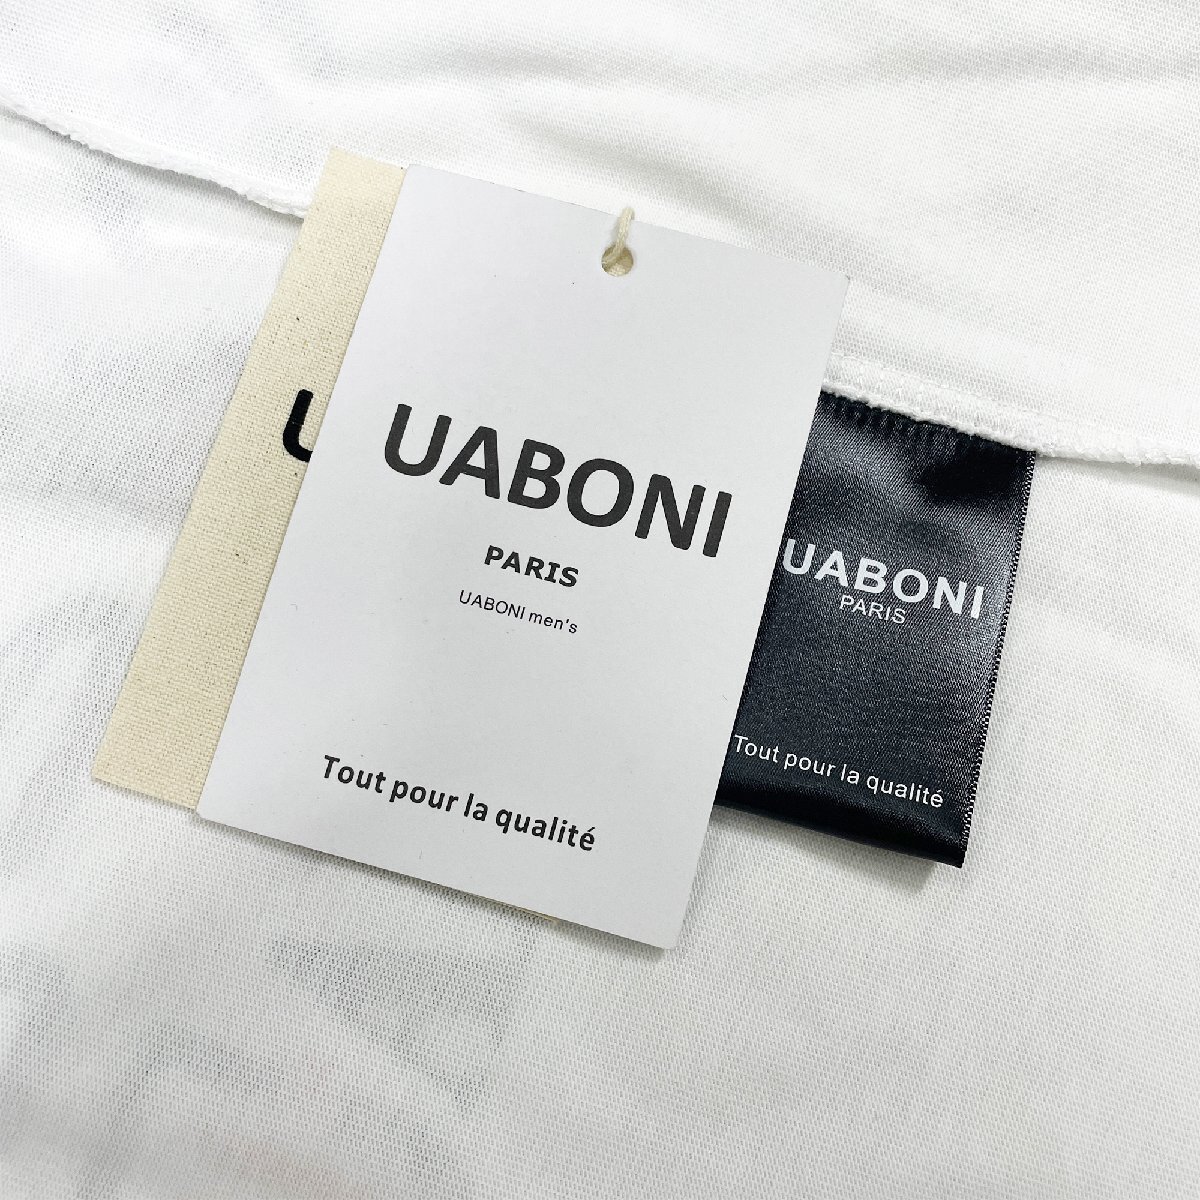 UABONI
PARIS
UABONI men's
Tout pour la qualité
UABONI
PARIS
Tout pour la qualité